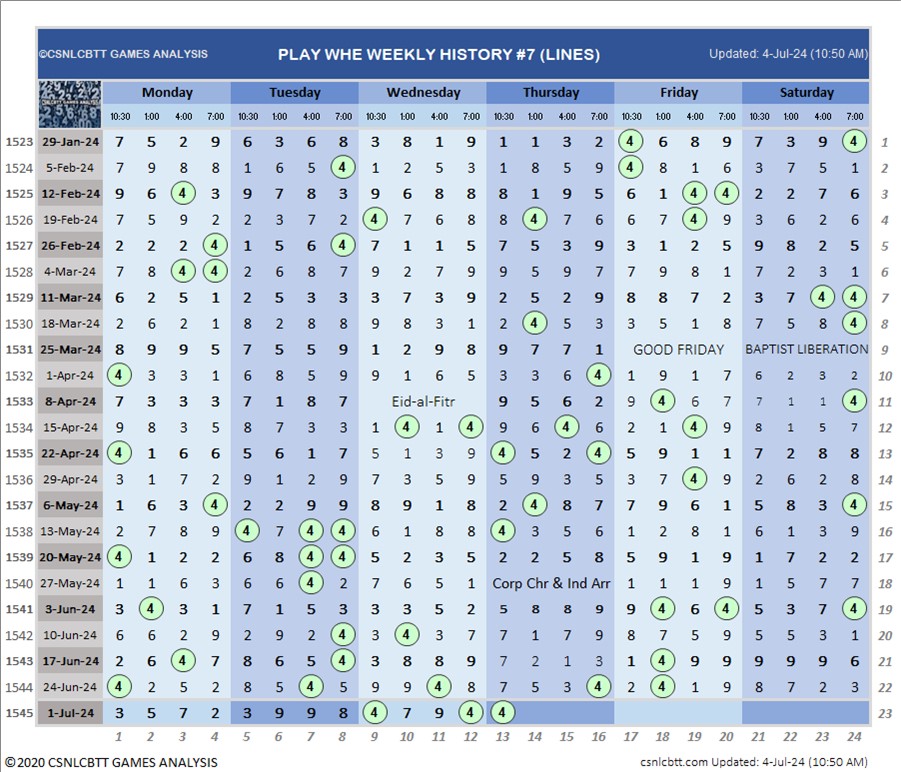 ©CSNLCBTT GAMES ANALYSIS PLAY WHE WEEKLY HISTORY #7 (LINES) Updated: 4-Jul-24 (10:50 AM)
Monday Tuesday Wednesday Thursday Friday Saturday
10:30 1:00 4:00 7:00 10:30 1:00 4:00 7:00 10:30 1:00 4:00 7:00 10:30 1:00 4:00 7:00 10:30 1:00 4:00 7:00 10:30 1:00 4:00 7:00
1523 29-Jan-24 7 5 2 9 6 3 6 8 3 8 1 9 1 1 3 2 4 6 8 9 7 3 9 4 1
1524 5-Feb-24 7 9 8 8 1 6 5 4 1 2 5 3 1 8 5 9 4 8 1 6 3 7 5 1 2
1525 12-Feb-24 9 6 4 3 9 7 8 3 9 6 8 8 8 1 9 5 6 1 4 4 2 2 7 6 3
1526 19-Feb-24 7 5 9 2 2 3 7 2 4 9 2 6 8 4 7 6 6 7 4 9 3 6 2 6 4
1527 26-Feb-24 2 2 2 4 1 5 6 4 7 1 1 5 7 5 3 9 3 1 2 5 9 8 2 5 5
1528 4-Mar-24 7 8 4 4 2 6 8 7 9 2 7 9 9 5 9 7 7 9 8 1 7 2 3 1 6
1529 11-Mar-24 6 2 5 1 2 5 3 3 3 7 3 9 2 5 2 9 8 8 7 2 3 7 4 4 7
1530 18-Mar-24 2 6 2 1 8 2 8 8 9 8 3 1 2 4 5 3 3 5 1 8 7 5 8 4 8
1531 25-Mar-24 8 9 9 5 7 5 5 9 1 2 9 8 9 7 7 1 GOOD FRIDAY BAPTIST LIBERATION 9
1532 1-Apr-24 4 3 3 1 6 8 5 9 9 1 6 5 3 3 6 4 1 9 1 7 6 2 3 2 10
1533 8-Apr-24 7 3 3 3 7 1 8 7 Eid-al-Fitr 9 5 6 2 9 4 6 7 7 1 1 4 11
1534 15-Apr-24 9 8 3 5 8 7 3 3 1 4 1 4 9 6 4 6 2 1 4 9 8 1 5 7 12
1535 22-Apr-24 4 1 6 6 5 6 1 7 5 1 3 9 4 5 2 4 5 9 1 1 7 2 8 8 13
1536 29-Apr-24 3 1 7 2 9 1 2 9 7 3 5 9 5 9 3 5 3 7 4 9 2 6 2 8 14
1537 6-May-24 1 6 3 4 2 2 9 9 8 9 1 8 2 4 8 7 7 9 6 1 5 8 3 4 15
1538 13-May-24 2 7 8 9 4 7 4 4 6 1 8 8 4 3 5 6 1 2 8 1 6 1 3 9 16
1539 20-May-24 4 1 2 2 6 8 4 4 5 2 3 5 2 2 5 8 5 9 1 9 1 7 2 2 17
1540 27-May-24 1 1 6 3 6 6 4 2 7 6 5 1 Corp Chr & Ind Arr 1 1 1 9 1 5 7 7 18
1541 3-Jun-24 3 4 3 1 7 1 5 3 3 3 5 2 5 8 8 9 9 4 6 4 5 3 7 4 19
1542 10-Jun-24 6 6 2 9 2 9 2 4 3 4 9 2 7 1 7 9 8 7 5 9 5 5 3 1 20
1543 17-Jun-24 2 6 4 7 8 6 5 4 3 8 8 9 7 2 1 3 1 4 9 9 9 9 9 6 21
1544 24-Jun-24 4 2 5 2 8 5 4 5 9 9 4 8 7 5 3 4 2 4 1 9 8 7 2 3 22
1545 1-Jul-24 3 5 7 2 3 9 9 8 4 7 9 4 4 23
1 2 3 4 5 6 7 8 9 10 11 12 13 14 15 16 17 18 19 20 21 22 23 24
©2020 CSNLCBTT GAMES ANALYSIS csnlcbtt.com Updated: 4-Jul-24 (10:50 AM)